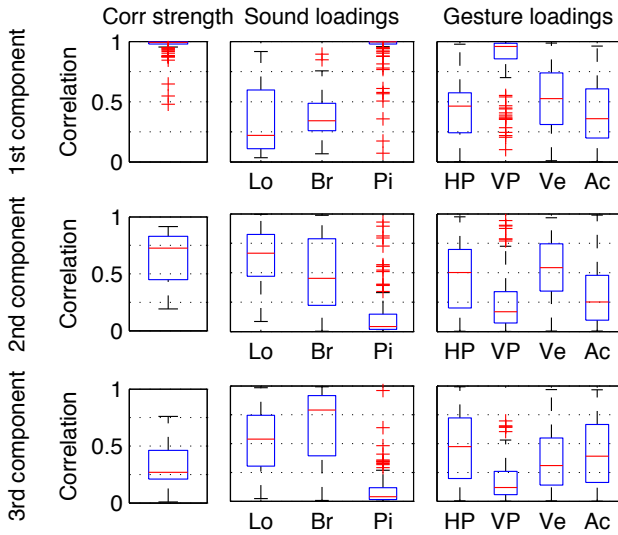 Corr strength Sound loadings Gesture loadings
1st component
Correlation
1
0.5
0
Lo Br Pi
HP VP Ve Ac
2nd component
Correlation
1
0.5
0
Lo Br Pi
HP VP Ve Ac
3rd component
Correlation
1
0.5
0
Lo Br Pi
HP VP Ve Ac